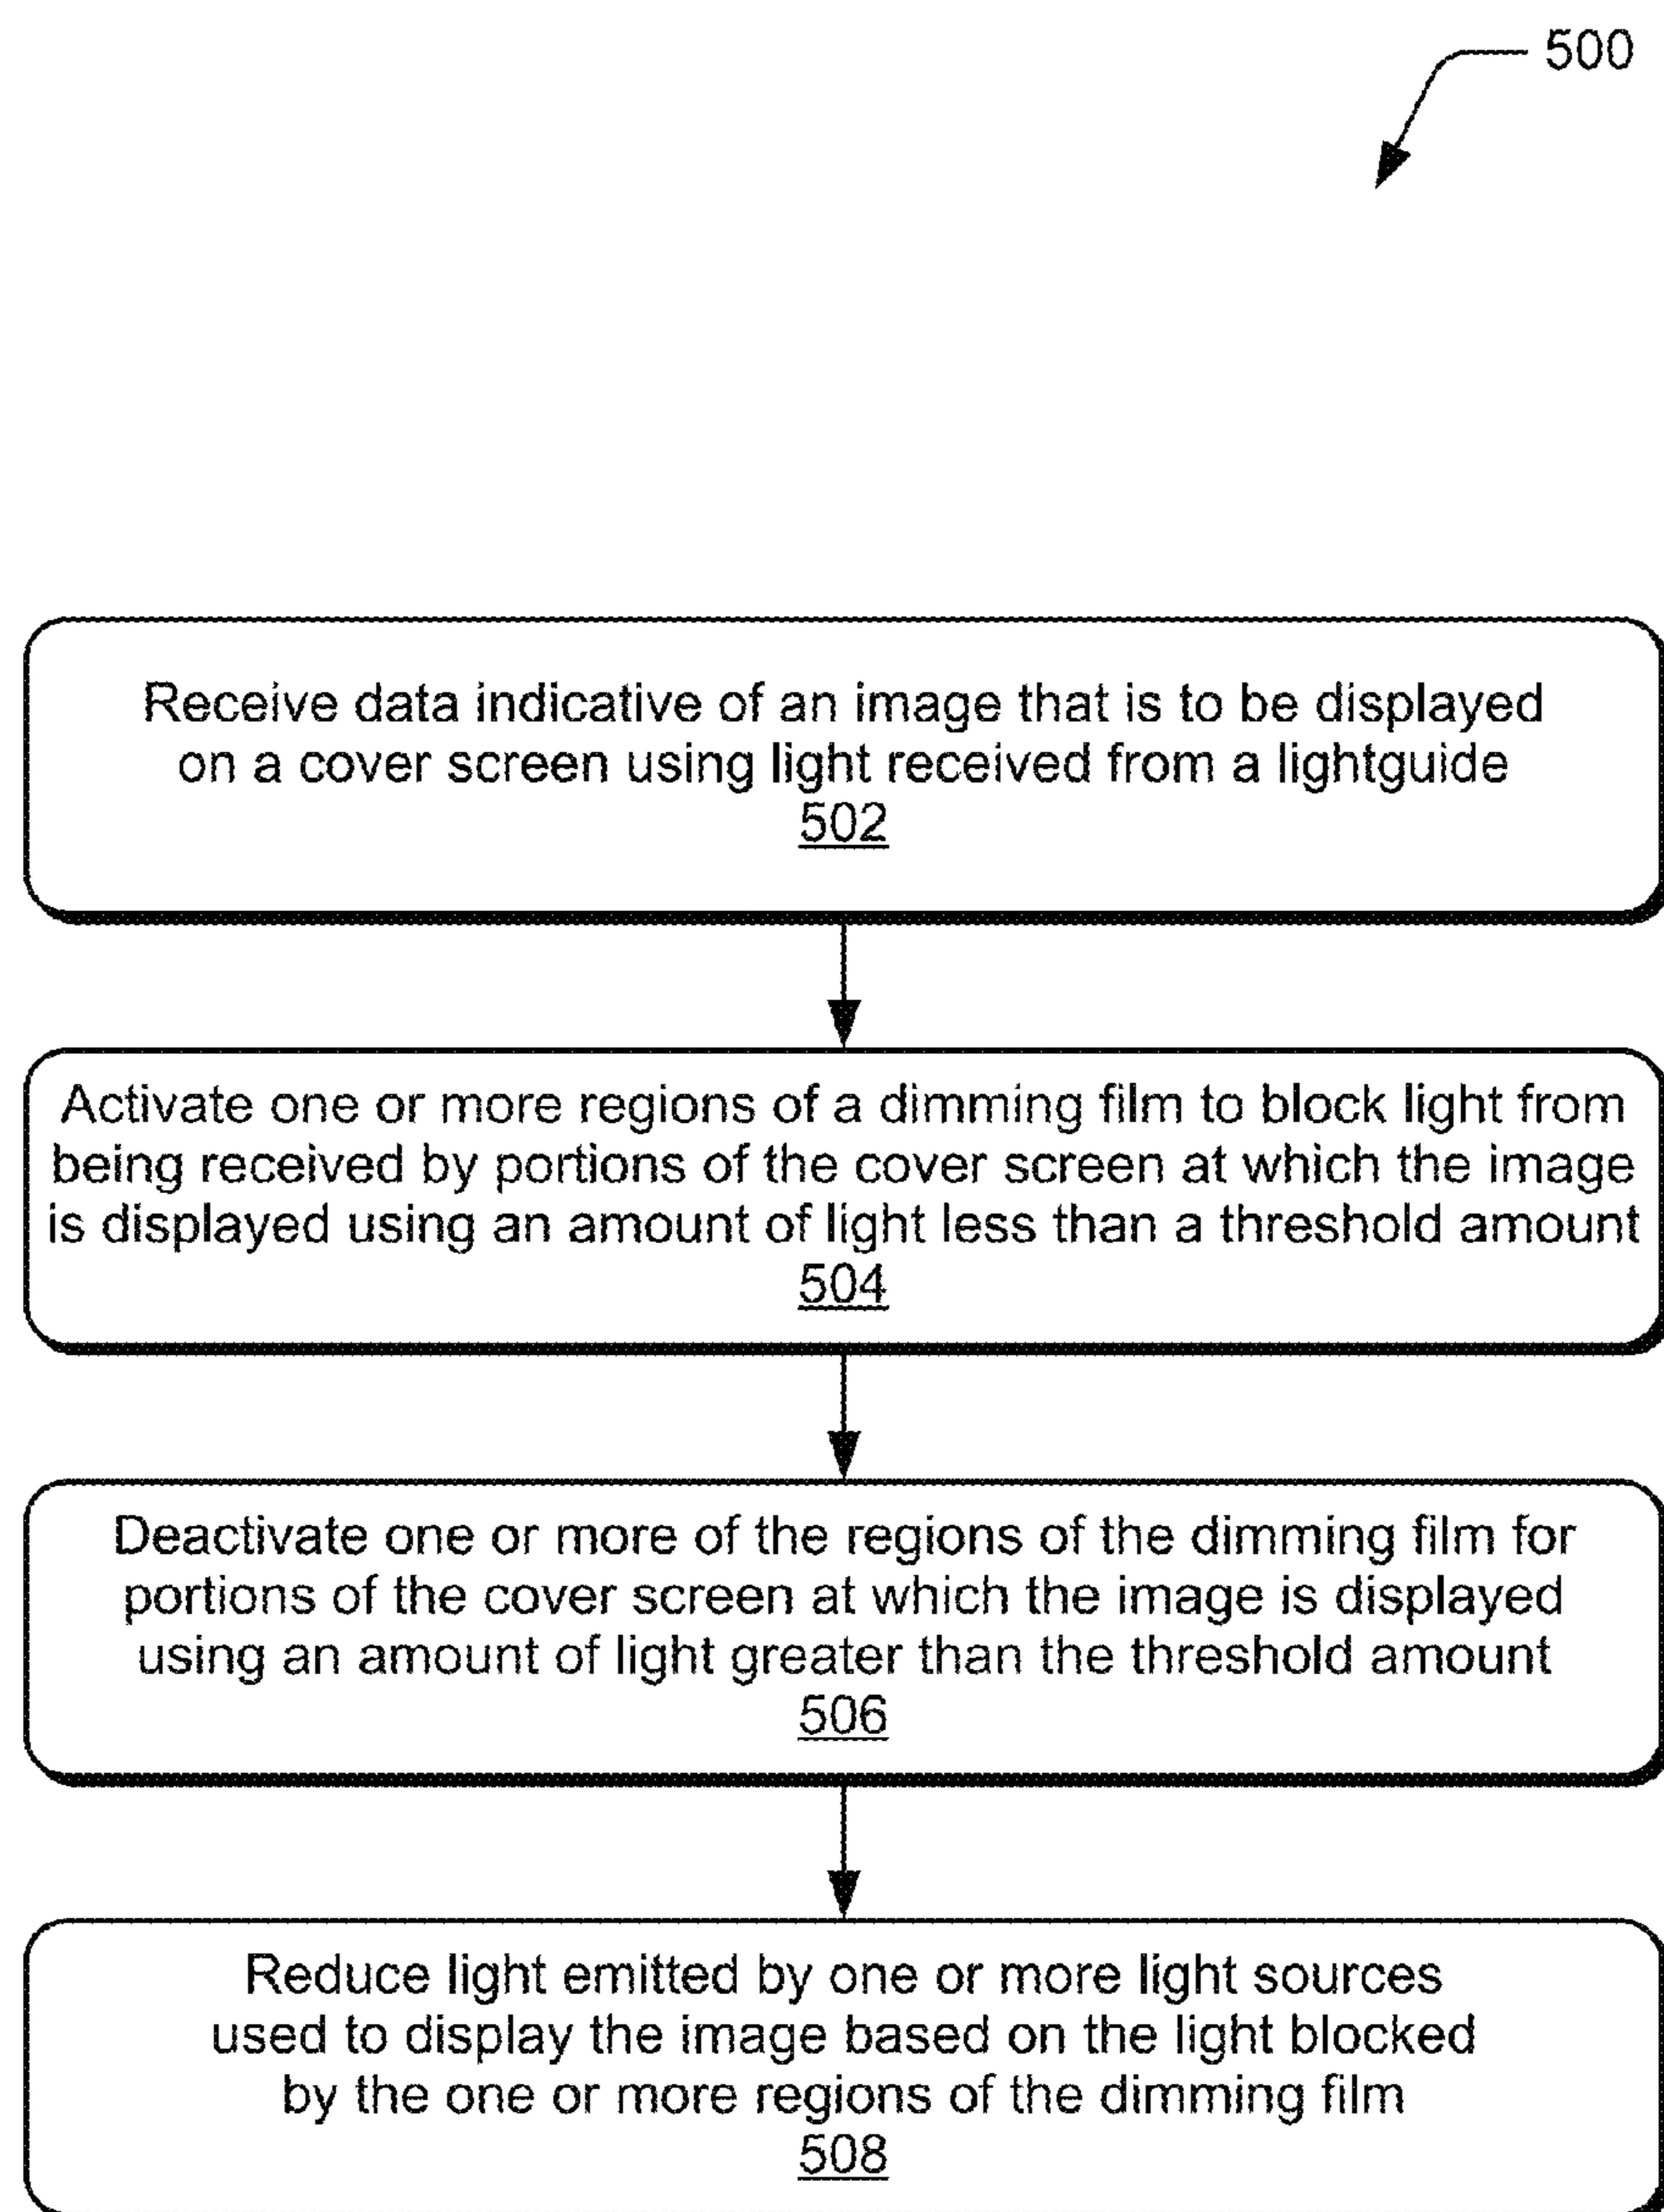 500
Receive data indicative of an image that is to be displayed
on a cover screen using light received from a lightguide
502
Activate one or more regions of a dimming film to block light from
being received by portions of the cover screen at which the image
is displayed using an amount of light less than a threshold amount
504
Deactivate one or more of the regions of the dimming film for
portions of the cover screen at which the image is displayed
using an amount of light greater than the threshold amount
506
Reduce light emitted by one or more light sources
used to display the image based on the light blocked
by the one or more regions of the dimming film
508